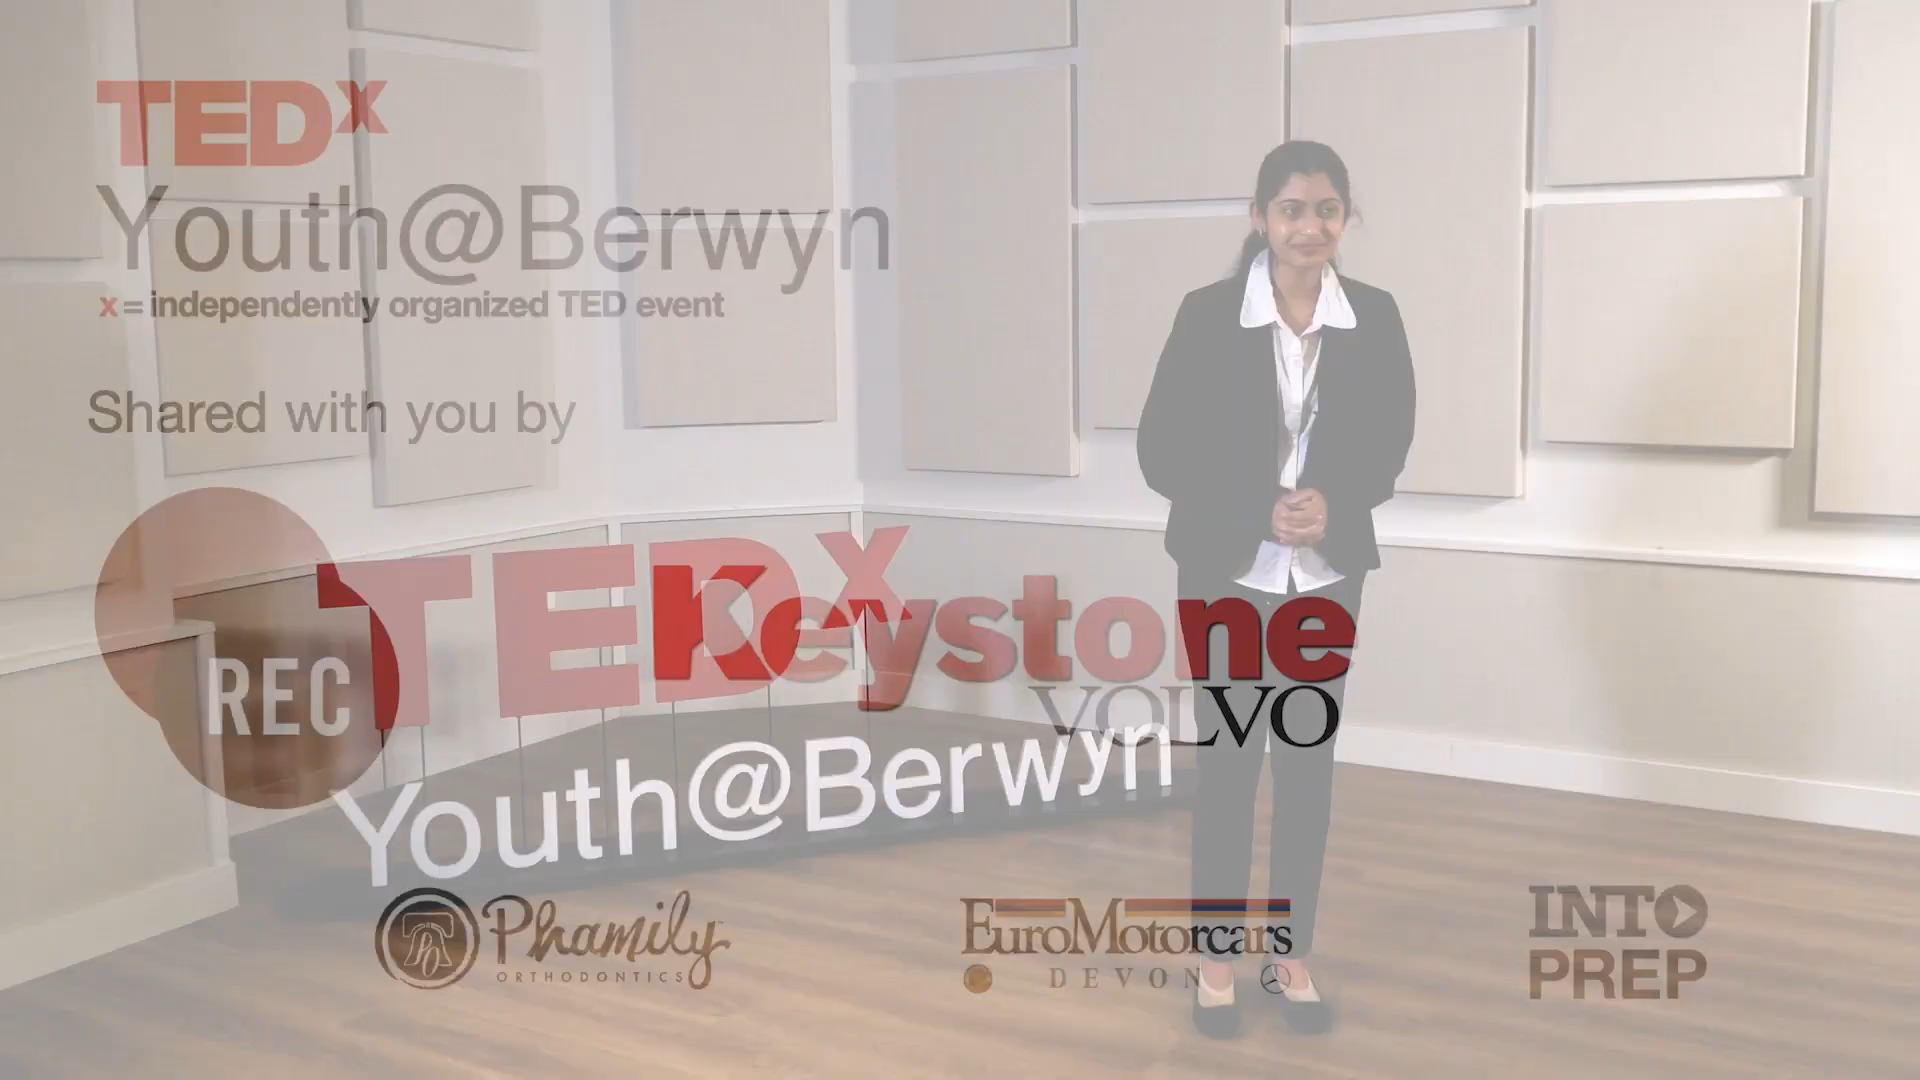 TEDx
Youth@Berwyn
x = independently organized TED event
Shared with you by
REC
TEDx
Keystone
VOLVO
Youth@Berwyn
Phamily
ORTHODONTICS
EuroMotorcars
DEVON
INTO
PREP